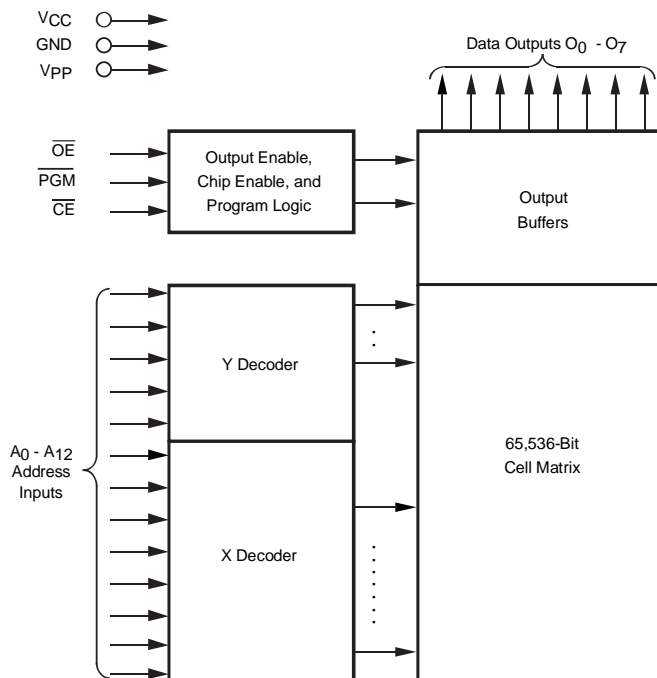 VCC
GND
VPP
Data Outputs O0 - O7
OE
PGM
CE
Output Enable,
Chip Enable, and
Program Logic
Output
Buffers
Y Decoder
A0 - A12
Address
Inputs
65,536-Bit
Cell Matrix
X Decoder